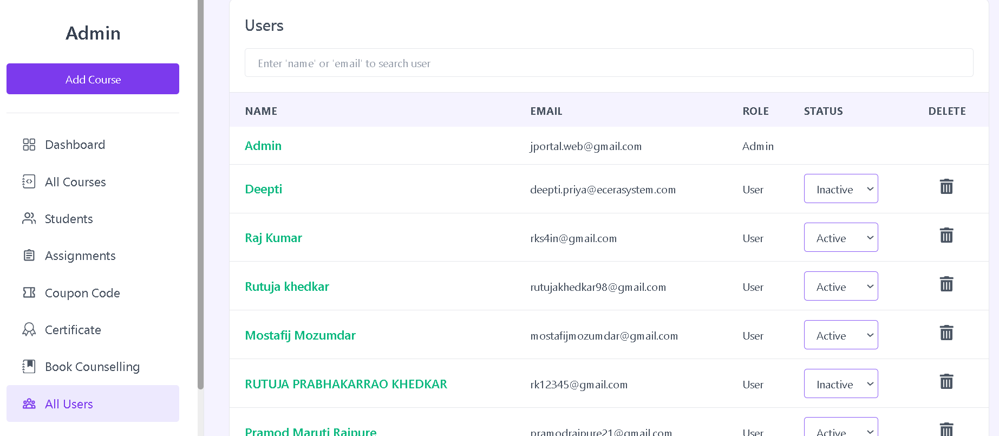 Admin
Add Course
Dashboard
All Courses
Students
Assignments
Coupon Code
Certificate
Book Counselling
All Users
Users
Enter 'name' or 'email' to search user
NAME EMAIL ROLE STATUS DELETE
Admin jportal.web@gmail.com Admin
Deepti deepti.priya@ecerasystem.com User Inactive
Raj Kumar rks4in@gmail.com User Active
Rutuja khedkar rutujakhedkar98@gmail.com User Active
Mostafij Mozumdar mostafijmozumdar@gmail.com User Active
RUTUJA PRABHAKARRAO KHEDKAR rk12345@gmail.com User Inactive
Pramod Maruti Rajpure pramodrajpure21@gmail.com User Active